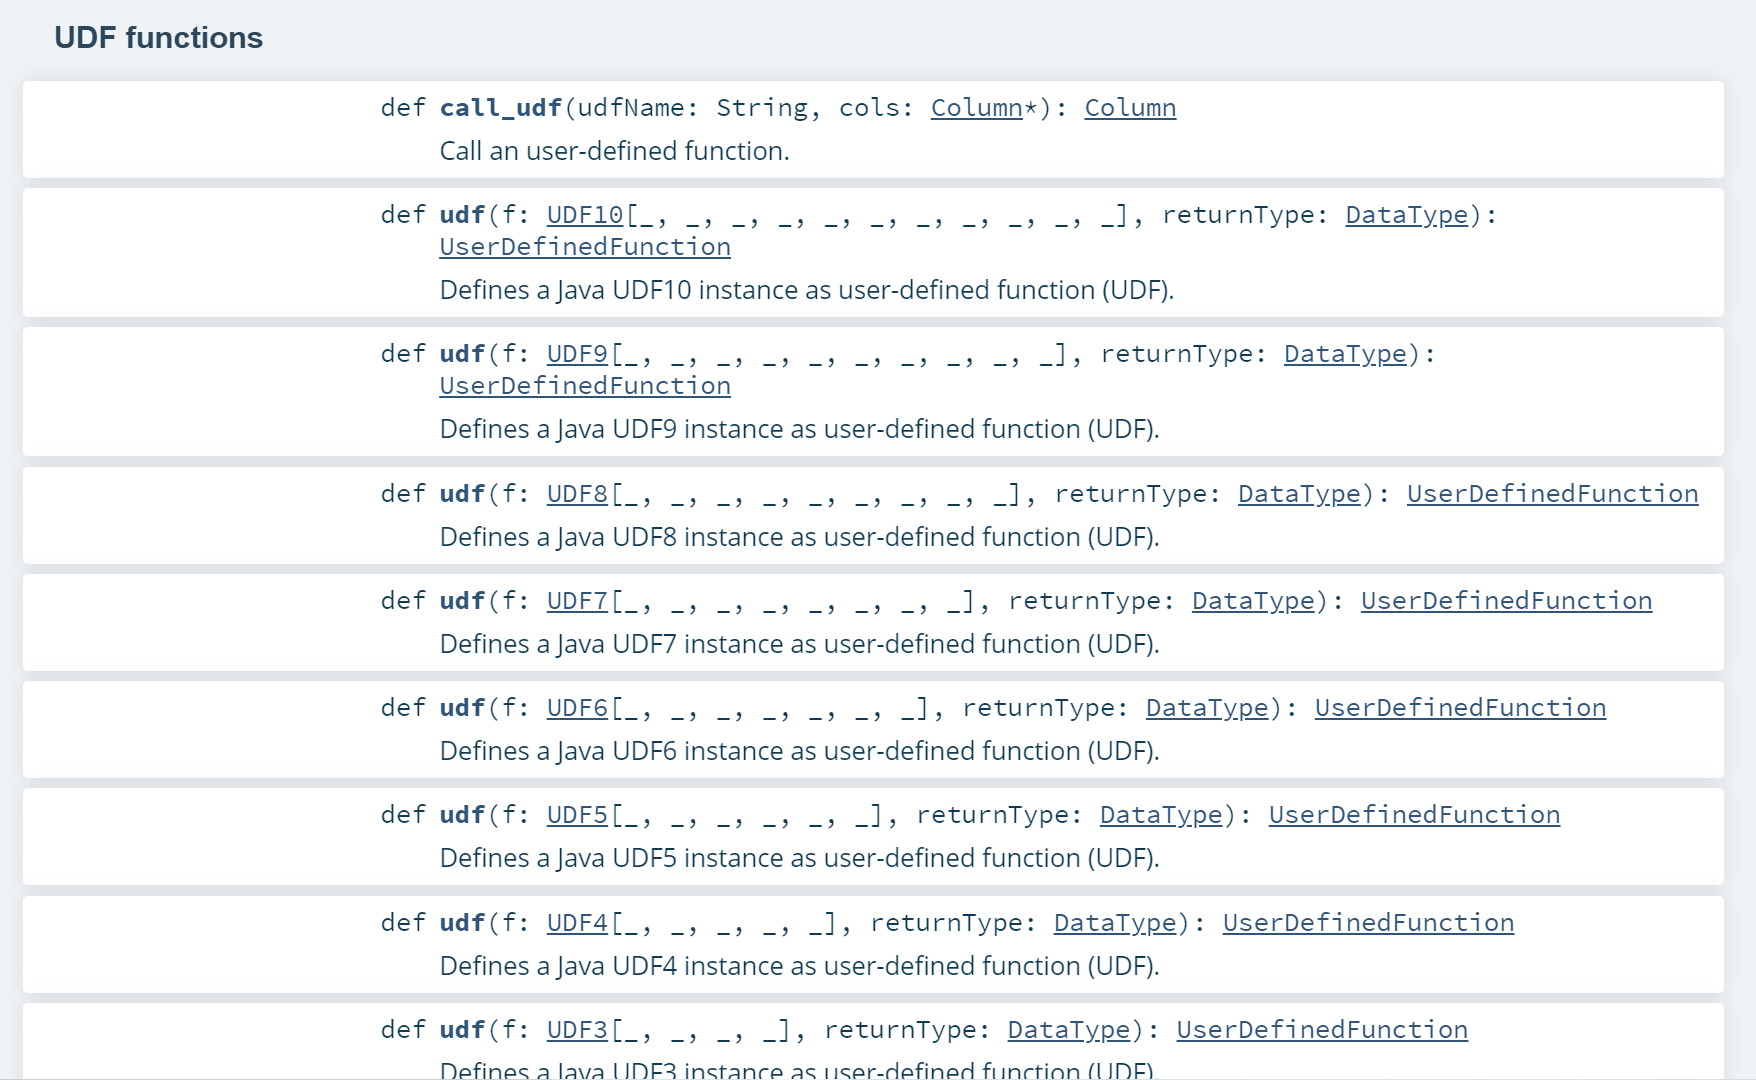 UDF functions
def call_udf(udfName: String, cols: Column*): Column
Call an user-defined function.
def udf(f: UDF10[_, _, _, _, _, _, _, _, _, _, _], returnType: DataType):
UserDefinedFunction
Defines a Java UDF10 instance as user-defined function (UDF).
def udf(f: UDF9[_, _, _, _, _, _, _, _, _, _], returnType: DataType):
UserDefinedFunction
Defines a Java UDF9 instance as user-defined function (UDF).
def udf(f: UDF8[_, _, _, _, _, _, _, _, _], returnType: DataType): UserDefinedFunction
Defines a Java UDF8 instance as user-defined function (UDF).
def udf(f: UDF7[_, _, _, _, _, _, _, _], returnType: DataType): UserDefinedFunction
Defines a Java UDF7 instance as user-defined function (UDF).
def udf(f: UDF6[_, _, _, _, _, _, _], returnType: DataType): UserDefinedFunction
Defines a Java UDF6 instance as user-defined function (UDF).
def udf(f: UDF5[_, _, _, _, _, _], returnType: DataType): UserDefinedFunction
Defines a Java UDF5 instance as user-defined function (UDF).
def udf(f: UDF4[_, _, _, _, _], returnType: DataType): UserDefinedFunction
Defines a Java UDF4 instance as user-defined function (UDF).
def udf(f: UDF3[_, _, _, _], returnType: DataType): UserDefinedFunction
Defines a Java UDF3 instance as user-defined function (UDF).